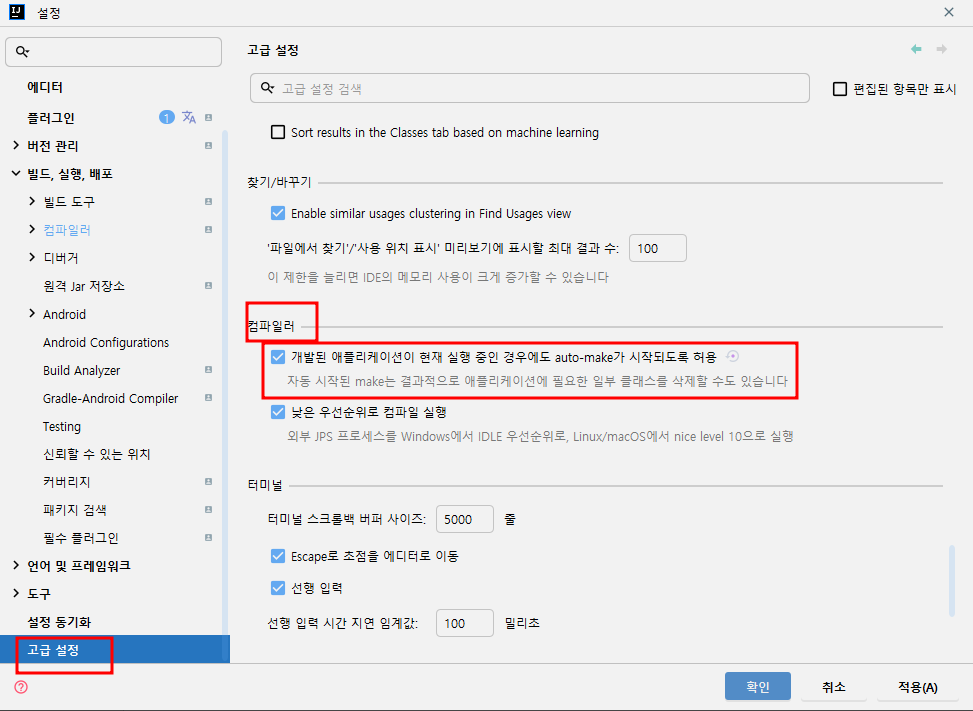 설정
고급 설정
고급 설정 검색
편집된 항목만 표시
에디터
플러그인 1
버전 관리
빌드, 실행, 배포
빌드 도구
컴파일러
디버거
원격 Jar 저장소
Android
Android Configurations
Build Analyzer
Gradle-Android Compiler
Testing
신뢰할 수 있는 위치
커버리지
패키지 검색
필수 플러그인
언어 및 프레임워크
도구
설정 동기화
고급 설정
Sort results in the Classes tab based on machine learning
찾기/바꾸기
Enable similar usages clustering in Find Usages view
'파일에서 찾기'/'사용 위치 표시' 미리보기에 표시할 최대 결과 수: 100
이 제한을 늘리면 IDE의 메모리 사용이 크게 증가할 수 있습니다
컴파일러
개발된 애플리케이션이 현재 실행 중인 경우에도 auto-make가 시작되도록 허용
자동 시작된 make는 결과적으로 애플리케이션에 필요한 일부 클래스를 삭제할 수도 있습니다
낮은 우선순위로 컴파일 실행
외부 JPS 프로세스를 Windows에서 IDLE 우선순위로, Linux/macOS에서 nice level 10으로 실행
터미널
터미널 스크롤백 버퍼 사이즈: 5000 줄
Escape로 초점을 에디터로 이동
선행 입력
선행 입력 시간 지연 임계값: 100 밀리초
확인
취소
적용(A)